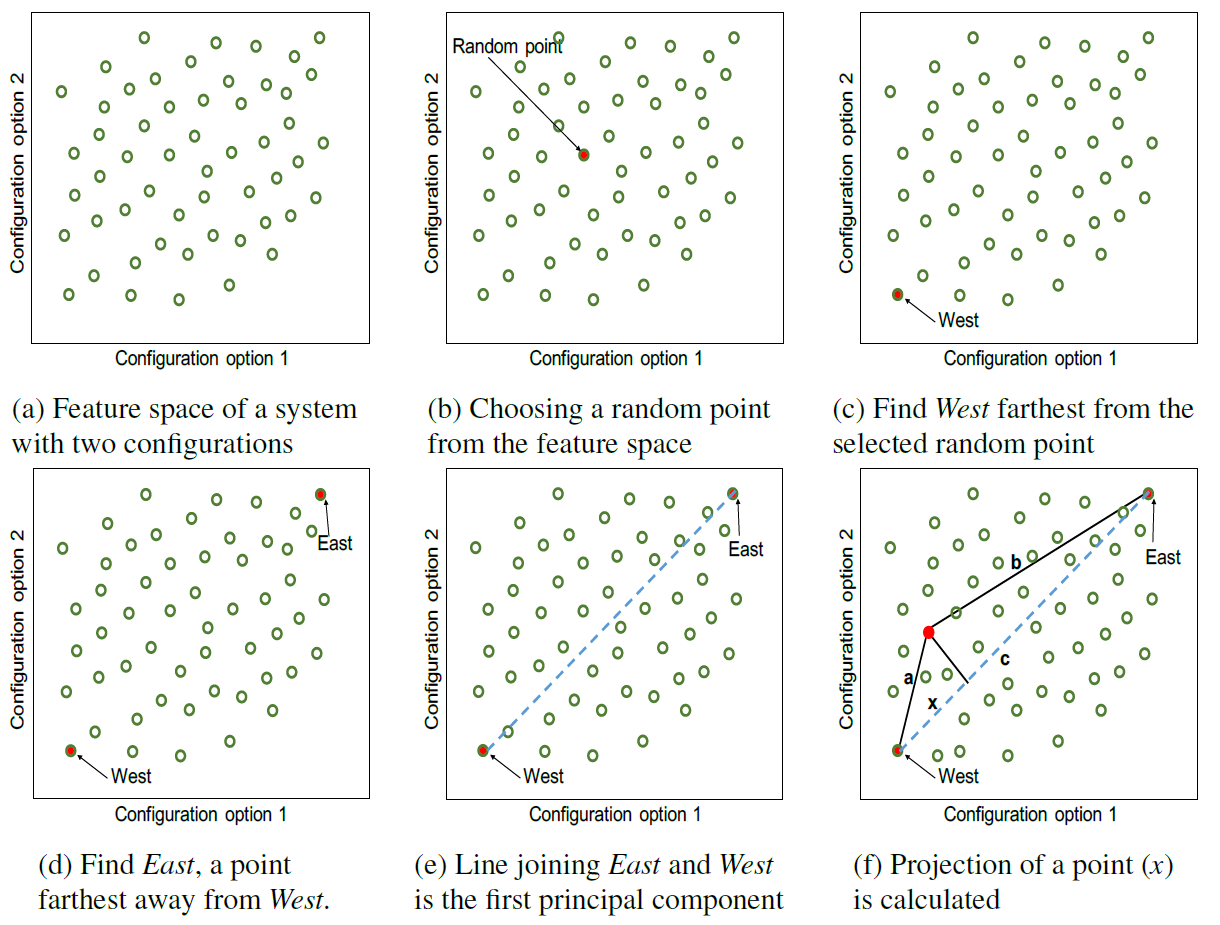 Configuration option 2
Configuration option 1
(a) Feature space of a system
with two configurations
Random point
Configuration option 2
Configuration option 1
(b) Choosing a random point
from the feature space
Configuration option 2
West
Configuration option 1
(c) Find West farthest from the
selected random point
East
Configuration option 2
West
Configuration option 1
(d) Find East, a point
farthest away from West.
East
Configuration option 2
West
Configuration option 1
(e) Line joining East and West
is the first principal component
East
b
c
a
x
Configuration option 2
West
Configuration option 1
(f) Projection of a point (x)
is calculated